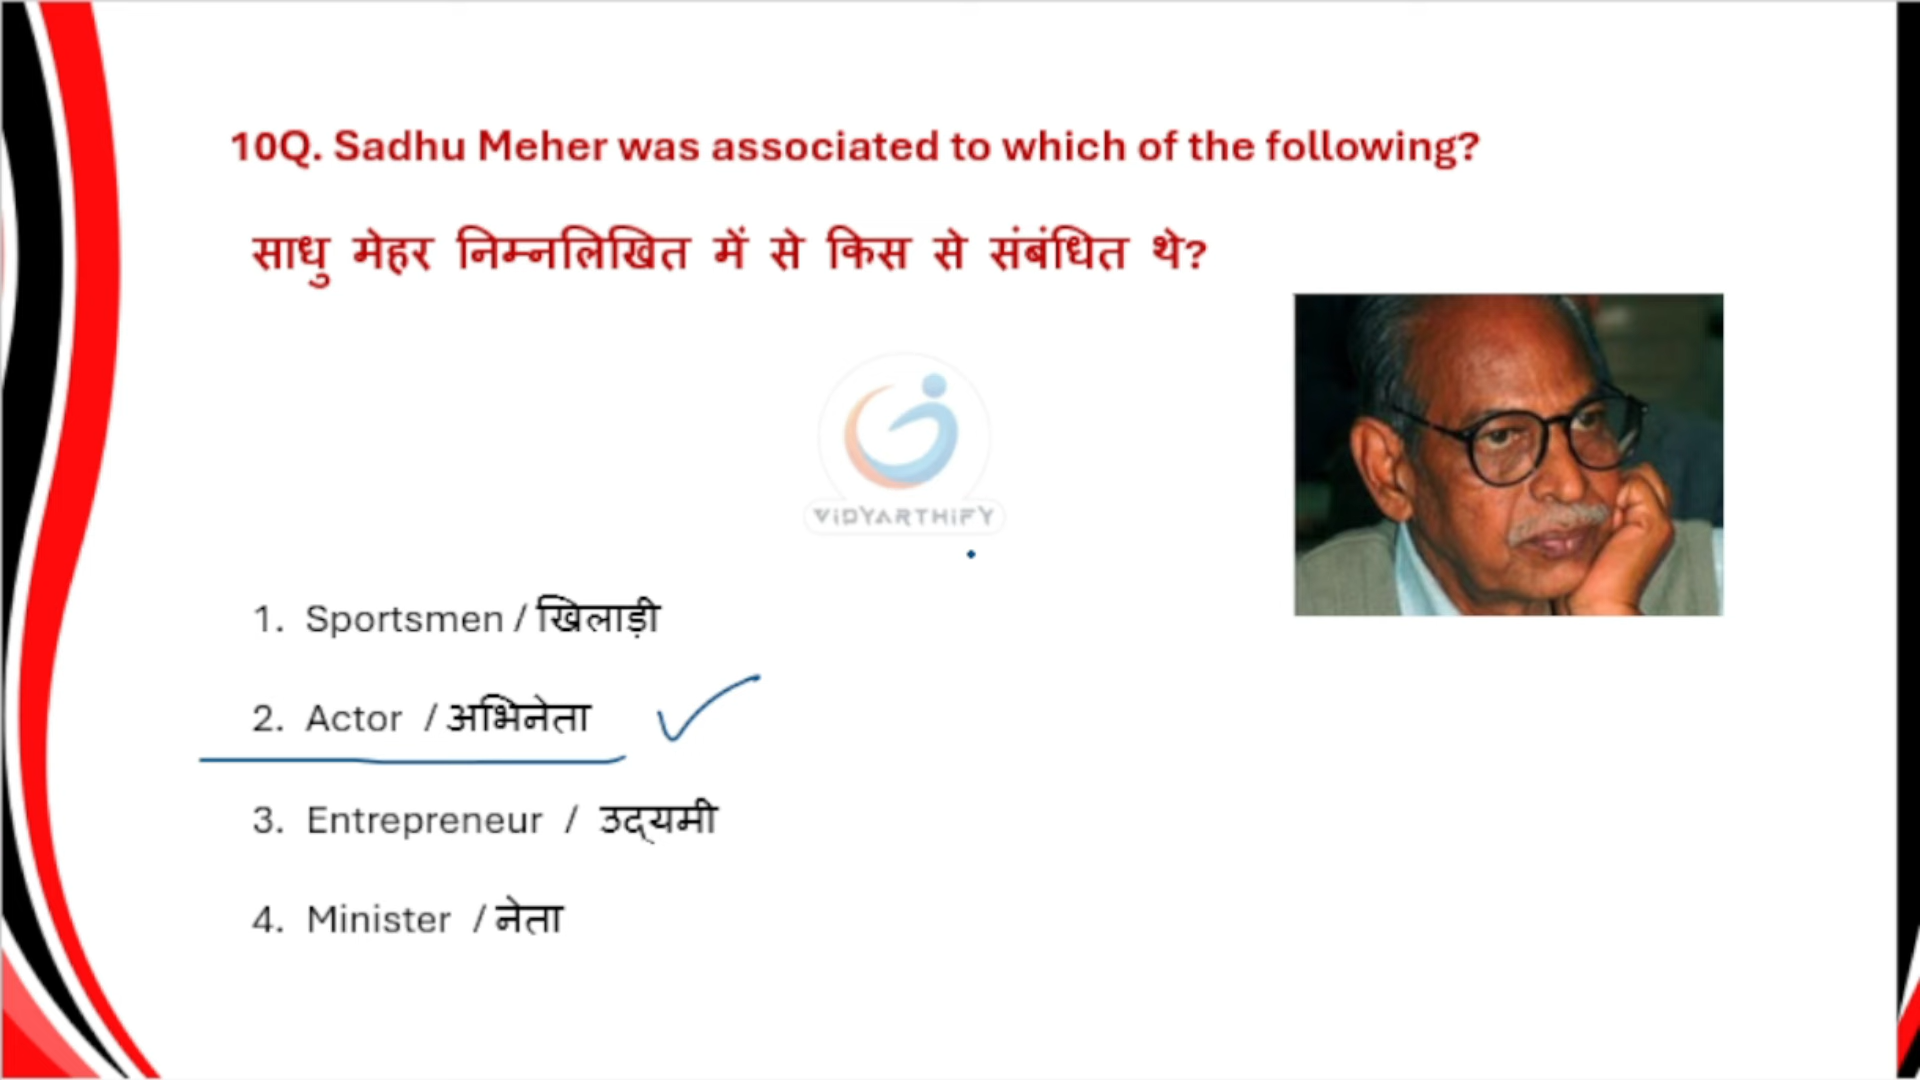 10Q. Sadhu Meher was associated to which of the following?
साधु मेहर निम्नलिखित में से किस से संबंधित थे?
ViDYARTHiFY
1. Sportsmen / खिलाड़ी
2. Actor / अभिनेता
3. Entrepreneur / उद्यमी
4. Minister / नेता